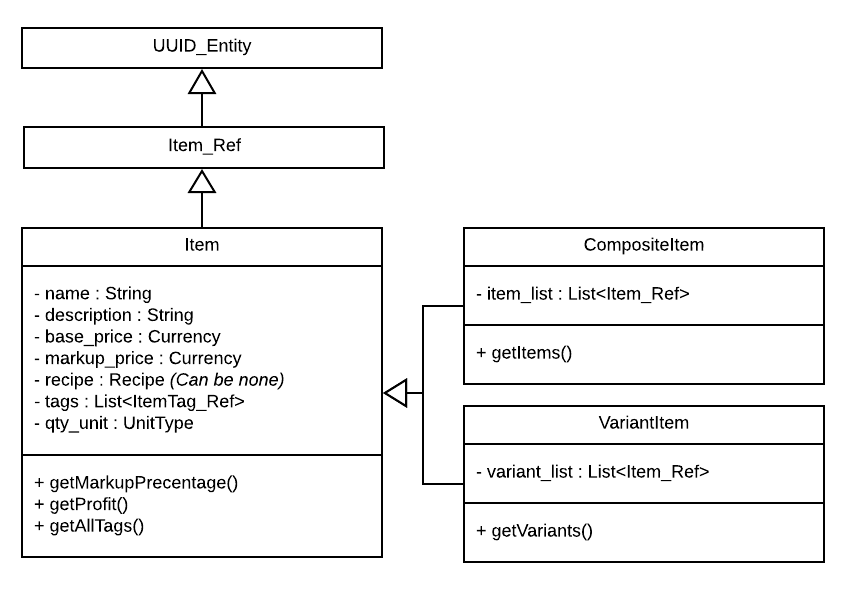 UUID_Entity
Item_Ref
Item
- name : String
- description : String
- base_price : Currency
- markup_price : Currency
- recipe : Recipe (Can be none)
- tags : List<ItemTag_Ref>
- qty_unit : UnitType
+ getMarkupPrecentage()
+ getProfit()
+ getAllTags()
CompositeItem
- item_list : List<Item_Ref>
+ getItems()
VariantItem
- variant_list : List<Item_Ref>
+ getVariants()